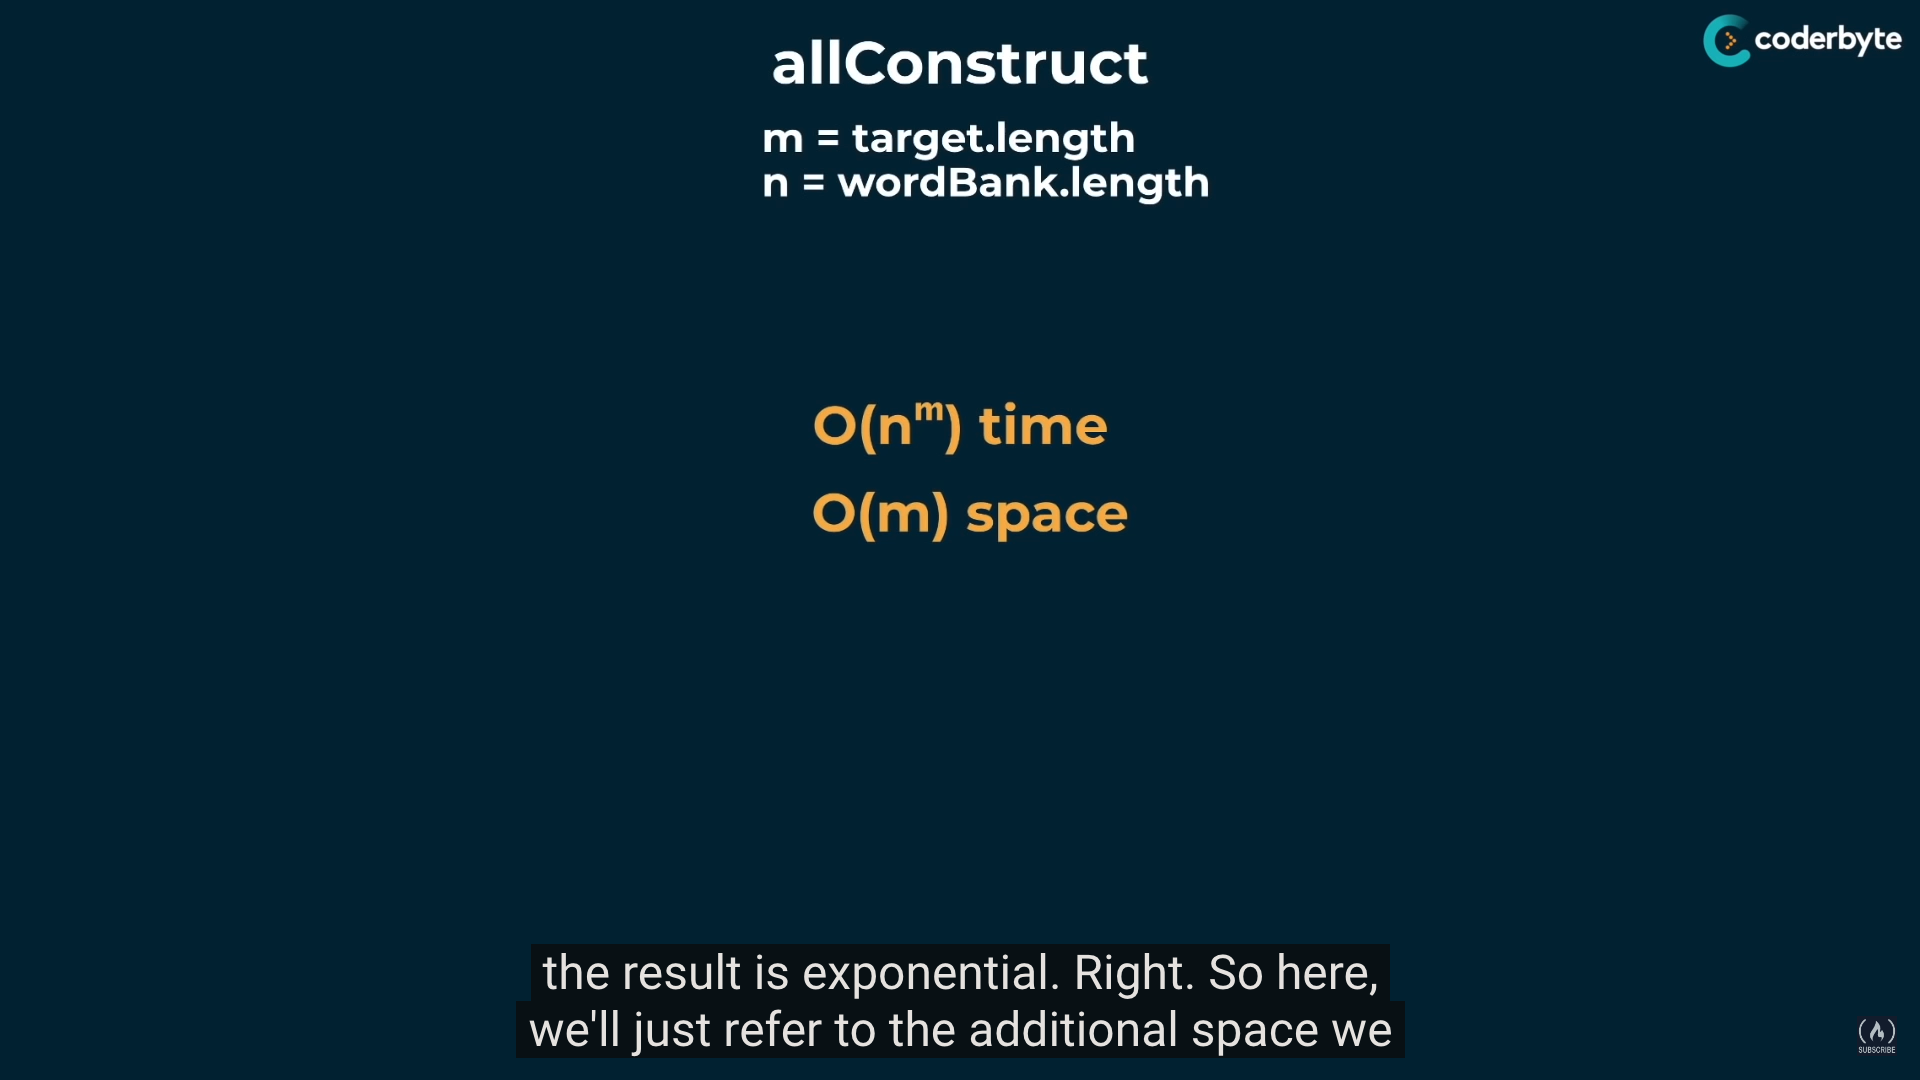 coderbyte
allConstruct
m = target.length
n = wordBank.length
O(nᵐ) time
O(m) space
the result is exponential. Right. So here,
we'll just refer to the additional space we
SUBSCRIBE